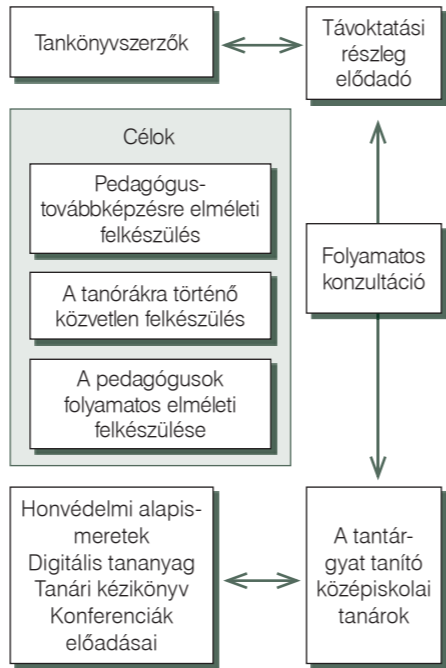 Tankönyvszerzők
Távoktatási
részleg
elődadó
Célok
Pedagógus-
továbbképzésre elméleti
felkészülés
A tanórákra történő
közvetlen felkészülés
A pedagógusok
folyamatos elméleti
felkészülése
Folyamatos
konzultáció
Honvédelmi alapis-
meretek
Digitális tananyag
Tanári kézikönyv
Konferenciák
előadásai
A tantár-
gyat tanító
középiskolai
tanárok